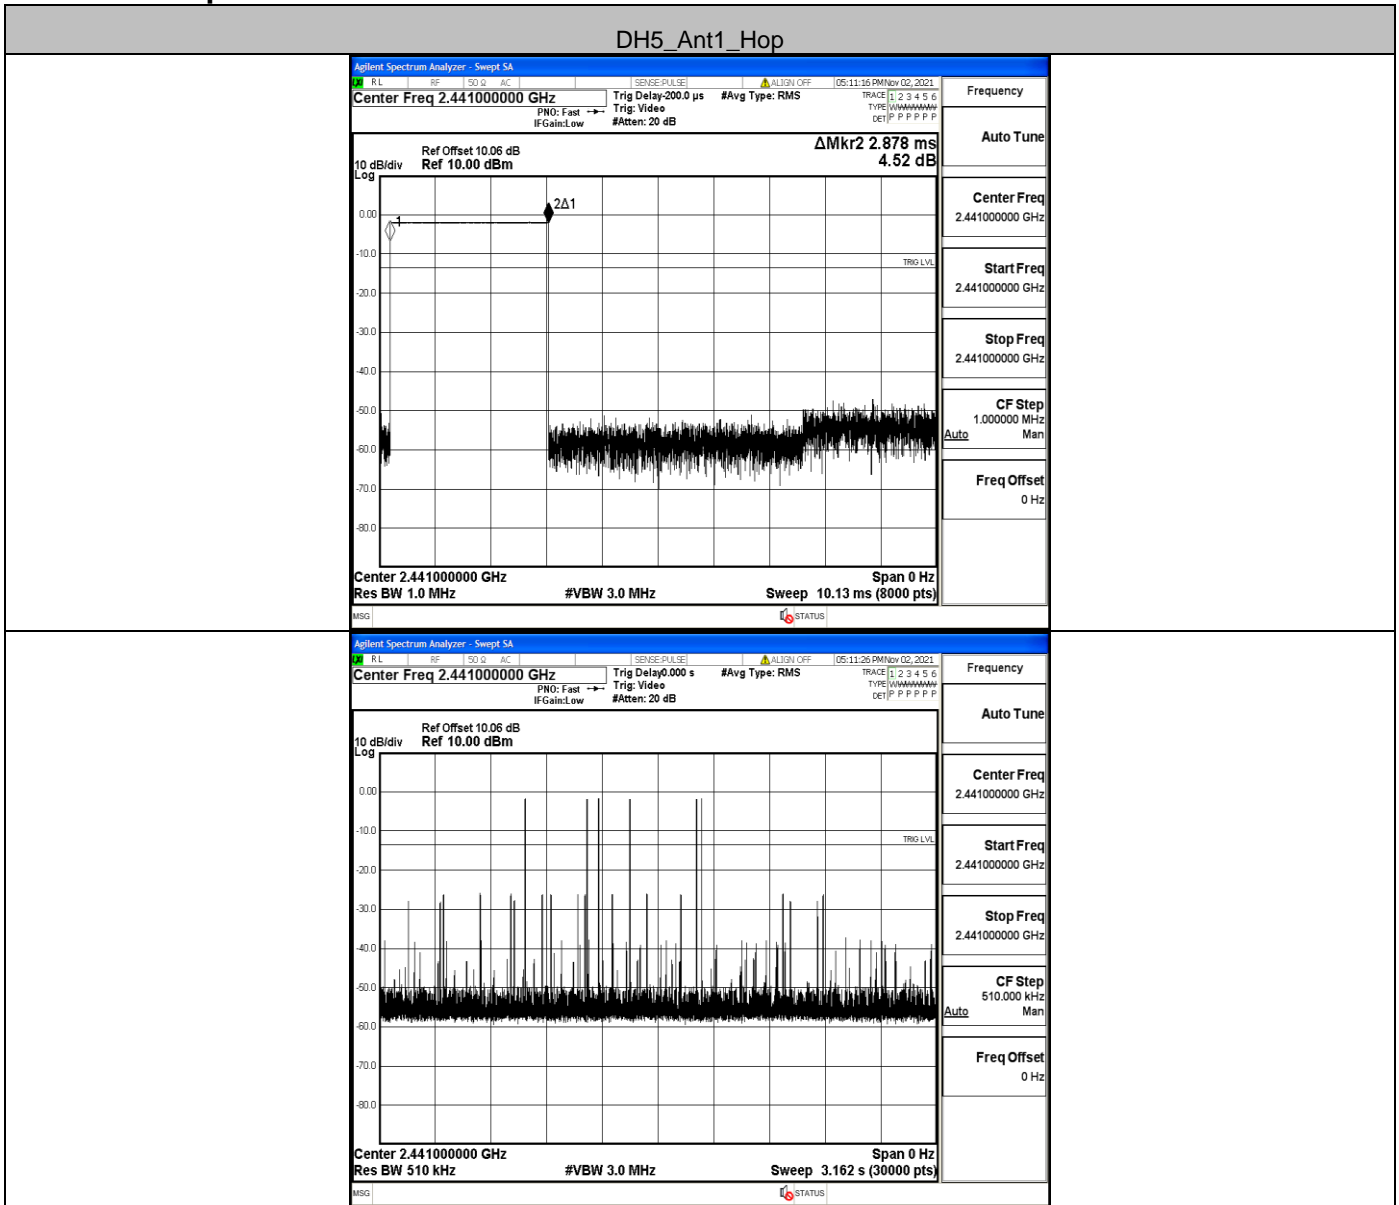 DH5_Ant1_Hop
Agilent Spectrum Analyzer - Swept SA
RL RF 50 Ω AC SENSE:PULSE ALIGN OFF 05:11:16 PM Nov 02, 2021
Center Freq 2.441000000 GHz
PNO: Fast
IFGain:Low
Trig Delay-200.0 µs
Trig: Video
#Atten: 20 dB
#Avg Type: RMS
TRACE 1 2 3 4 5 6
TYPE
DET P P P P P P
ΔMkr2 2.878 ms
4.52 dB
Ref Offset 10.06 dB
10 dB/div Ref 10.00 dBm
Log
2Δ1
1
0.00
-10.0
TRIG LVL
-20.0
-30.0
-40.0
-50.0
-60.0
-70.0
-80.0
Center 2.441000000 GHz Span 0 Hz
Res BW 1.0 MHz #VBW 3.0 MHz Sweep 10.13 ms (8000 pts)
MSG STATUS
Frequency
Auto Tune
Center Freq
2.441000000 GHz
Start Freq
2.441000000 GHz
Stop Freq
2.441000000 GHz
CF Step
1.000000 MHz
Auto Man
Freq Offset
0 Hz
Agilent Spectrum Analyzer - Swept SA
RL RF 50 Ω AC SENSE:PULSE ALIGN OFF 05:11:26 PM Nov 02, 2021
Center Freq 2.441000000 GHz
PNO: Fast
IFGain:Low
Trig Delay0.000 s
Trig: Video
#Atten: 20 dB
#Avg Type: RMS
TRACE 1 2 3 4 5 6
TYPE
DET P P P P P P
Ref Offset 10.06 dB
10 dB/div Ref 10.00 dBm
Log
0.00
-10.0
TRIG LVL
-20.0
-30.0
-40.0
-50.0
-60.0
-70.0
-80.0
Center 2.441000000 GHz Span 0 Hz
Res BW 510 kHz #VBW 3.0 MHz Sweep 3.162 s (30000 pts)
MSG STATUS
Frequency
Auto Tune
Center Freq
2.441000000 GHz
Start Freq
2.441000000 GHz
Stop Freq
2.441000000 GHz
CF Step
510.000 kHz
Auto Man
Freq Offset
0 Hz